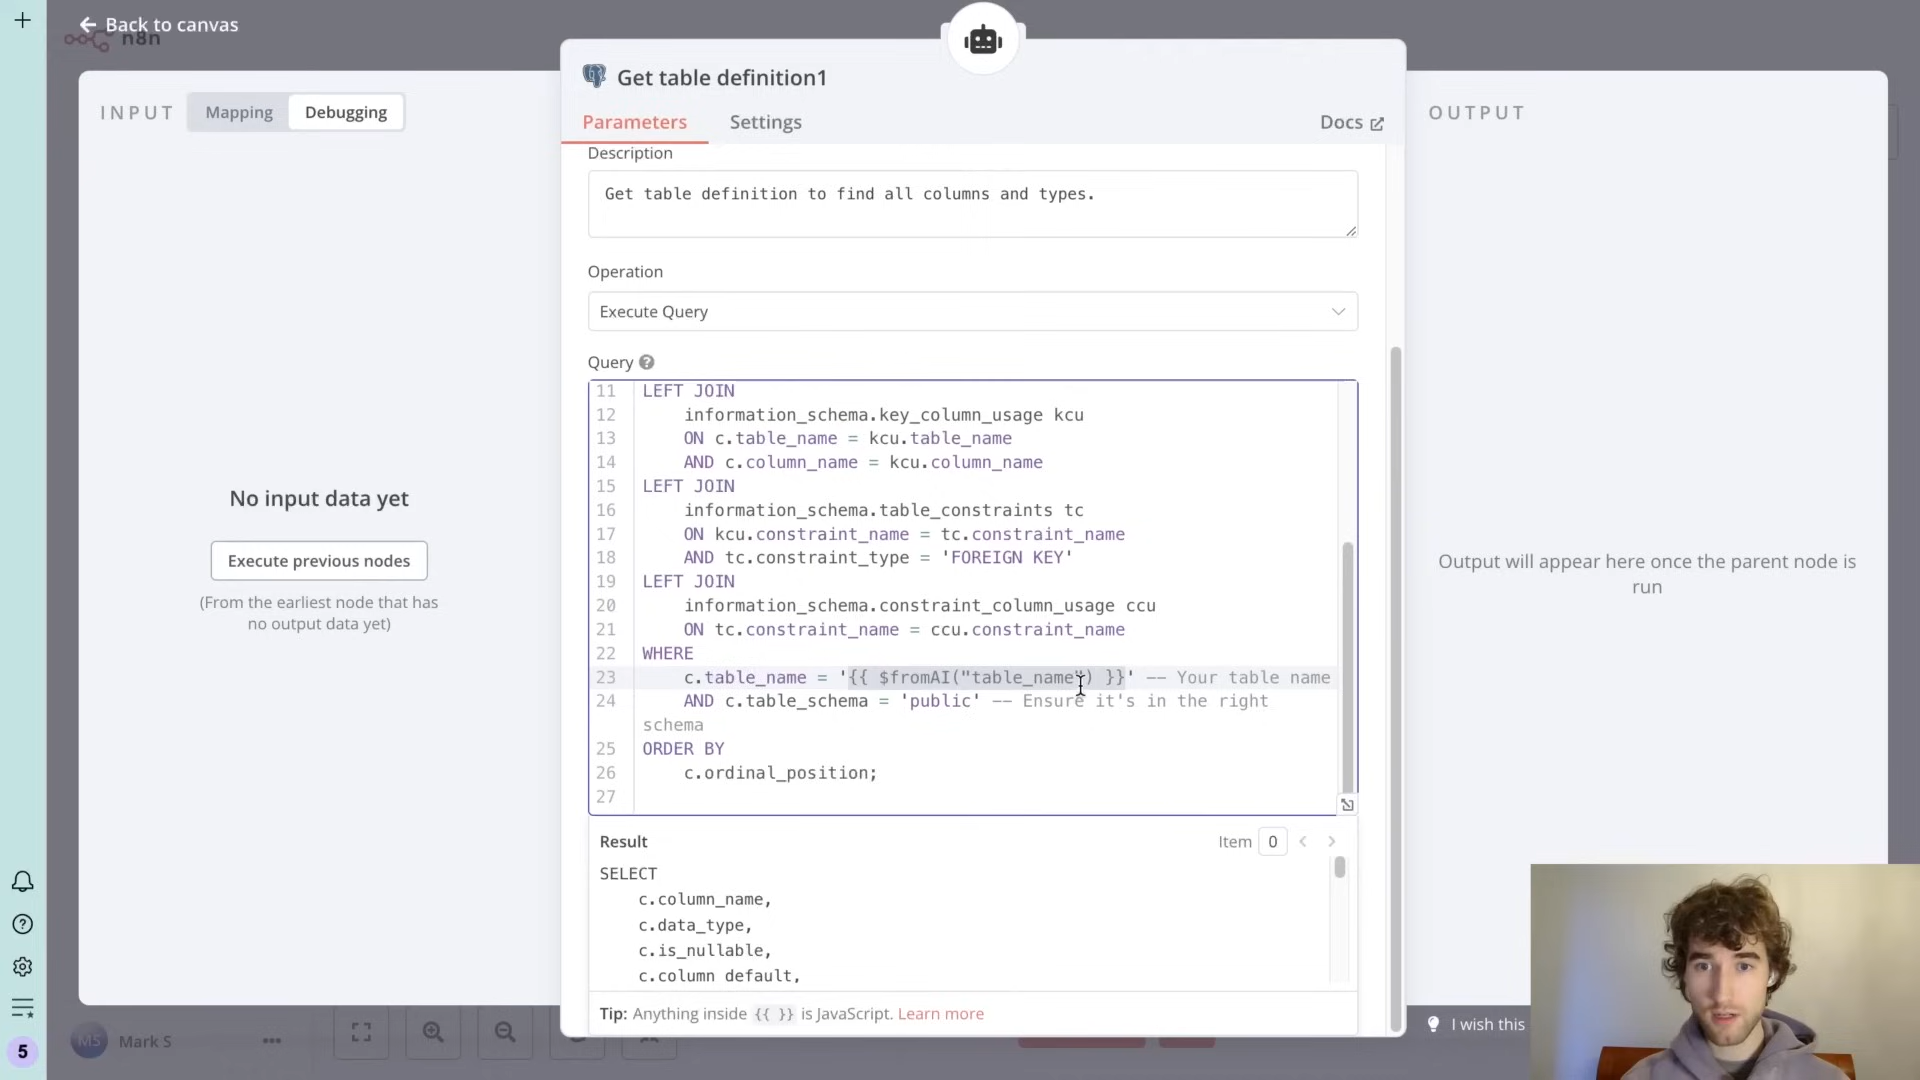 Back to canvas
n8n
INPUT
Mapping
Debugging
Get table definition1
Parameters
Settings
Docs
OUTPUT
Description
Get table definition to find all columns and types.
Operation
Execute Query
Query
11 LEFT JOIN
12 information_schema.key_column_usage kcu
13 ON c.table_name = kcu.table_name
14 AND c.column_name = kcu.column_name
15 LEFT JOIN
16 information_schema.table_constraints tc
17 ON kcu.constraint_name = tc.constraint_name
18 AND tc.constraint_type = 'FOREIGN KEY'
19 LEFT JOIN
20 information_schema.constraint_column_usage ccu
21 ON tc.constraint_name = ccu.constraint_name
22 WHERE
23 c.table_name = '{{ $fromAI("table_name") }}' -- Your table name
24 AND c.table_schema = 'public' -- Ensure it's in the right
schema
25 ORDER BY
26 c.ordinal_position;
27
No input data yet
Execute previous nodes
(From the earliest node that has
no output data yet)
Output will appear here once the parent node is
run
Result
Item 0
SELECT
c.column_name,
c.data_type,
c.is_nullable,
c.column_default,
Tip: Anything inside {{ }} is JavaScript. Learn more
I wish this
5
MS
Mark S